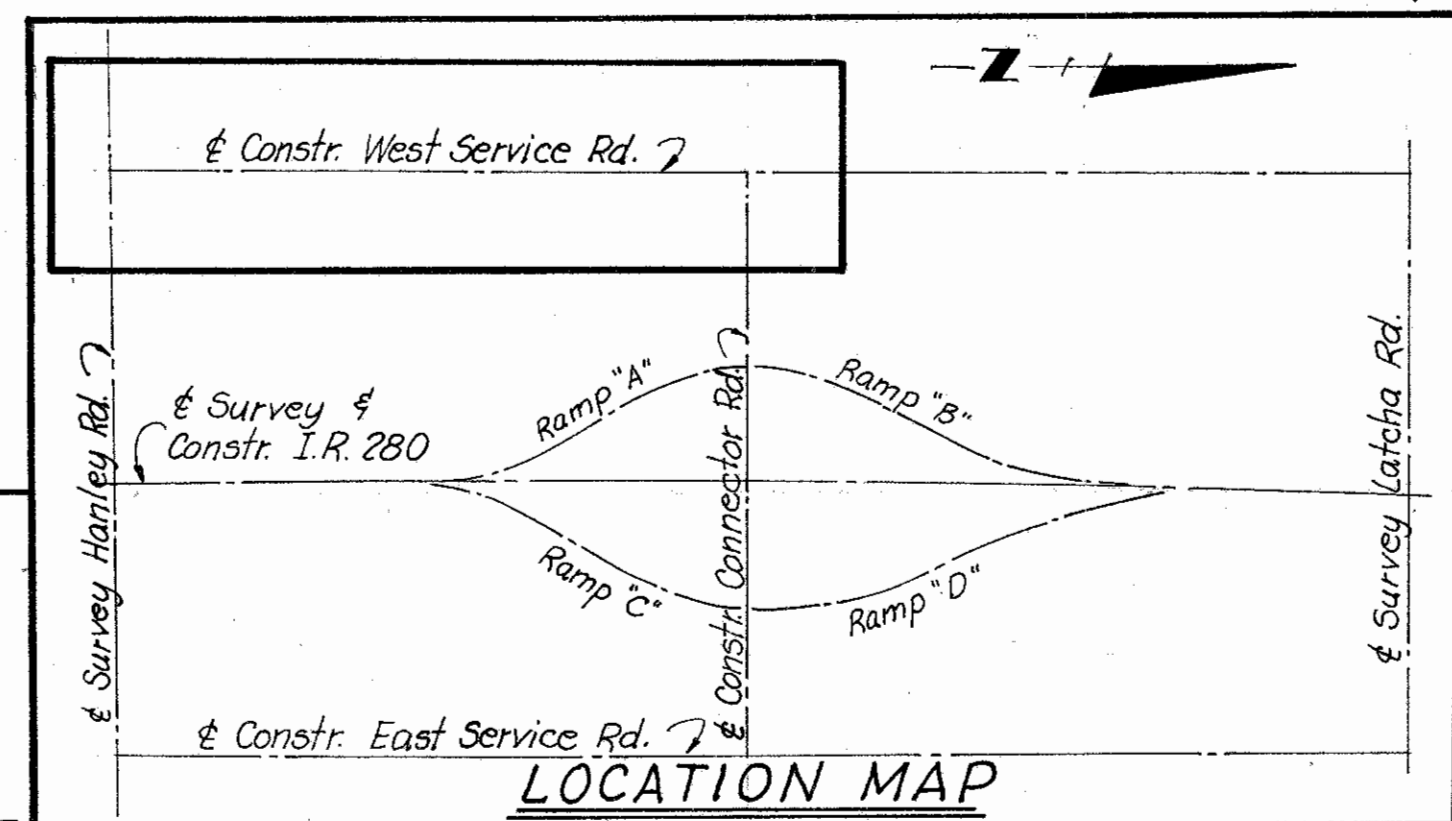 N
℄ Constr. West Service Rd.
℄ Survey Hanley Rd.
℄ Survey &
Constr. I.R. 280
Ramp "A"
Ramp "B"
Ramp "C"
Ramp "D"
℄ Constr. Connector Rd.
℄ Survey Latcha Rd.
℄ Constr. East Service Rd.
LOCATION MAP